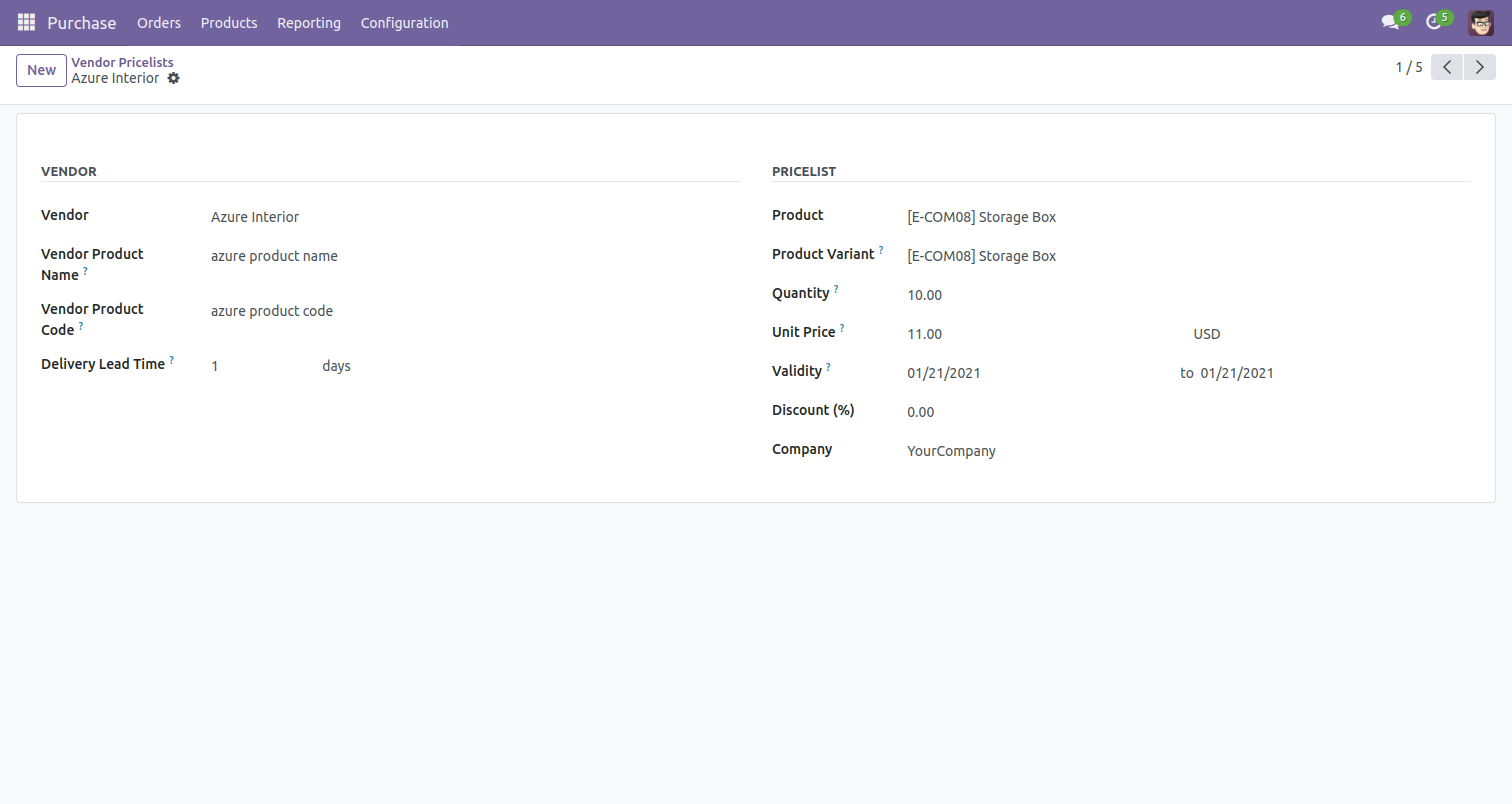 Purchase Orders Products Reporting Configuration 6 5
New Vendor Pricelists
Azure Interior
1 / 5
VENDOR
Vendor Azure Interior
Vendor Product Name ? azure product name
Vendor Product Code ? azure product code
Delivery Lead Time ? 1 days
PRICELIST
Product [E-COM08] Storage Box
Product Variant ? [E-COM08] Storage Box
Quantity ? 10.00
Unit Price ? 11.00 USD
Validity ? 01/21/2021 to 01/21/2021
Discount (%) 0.00
Company YourCompany